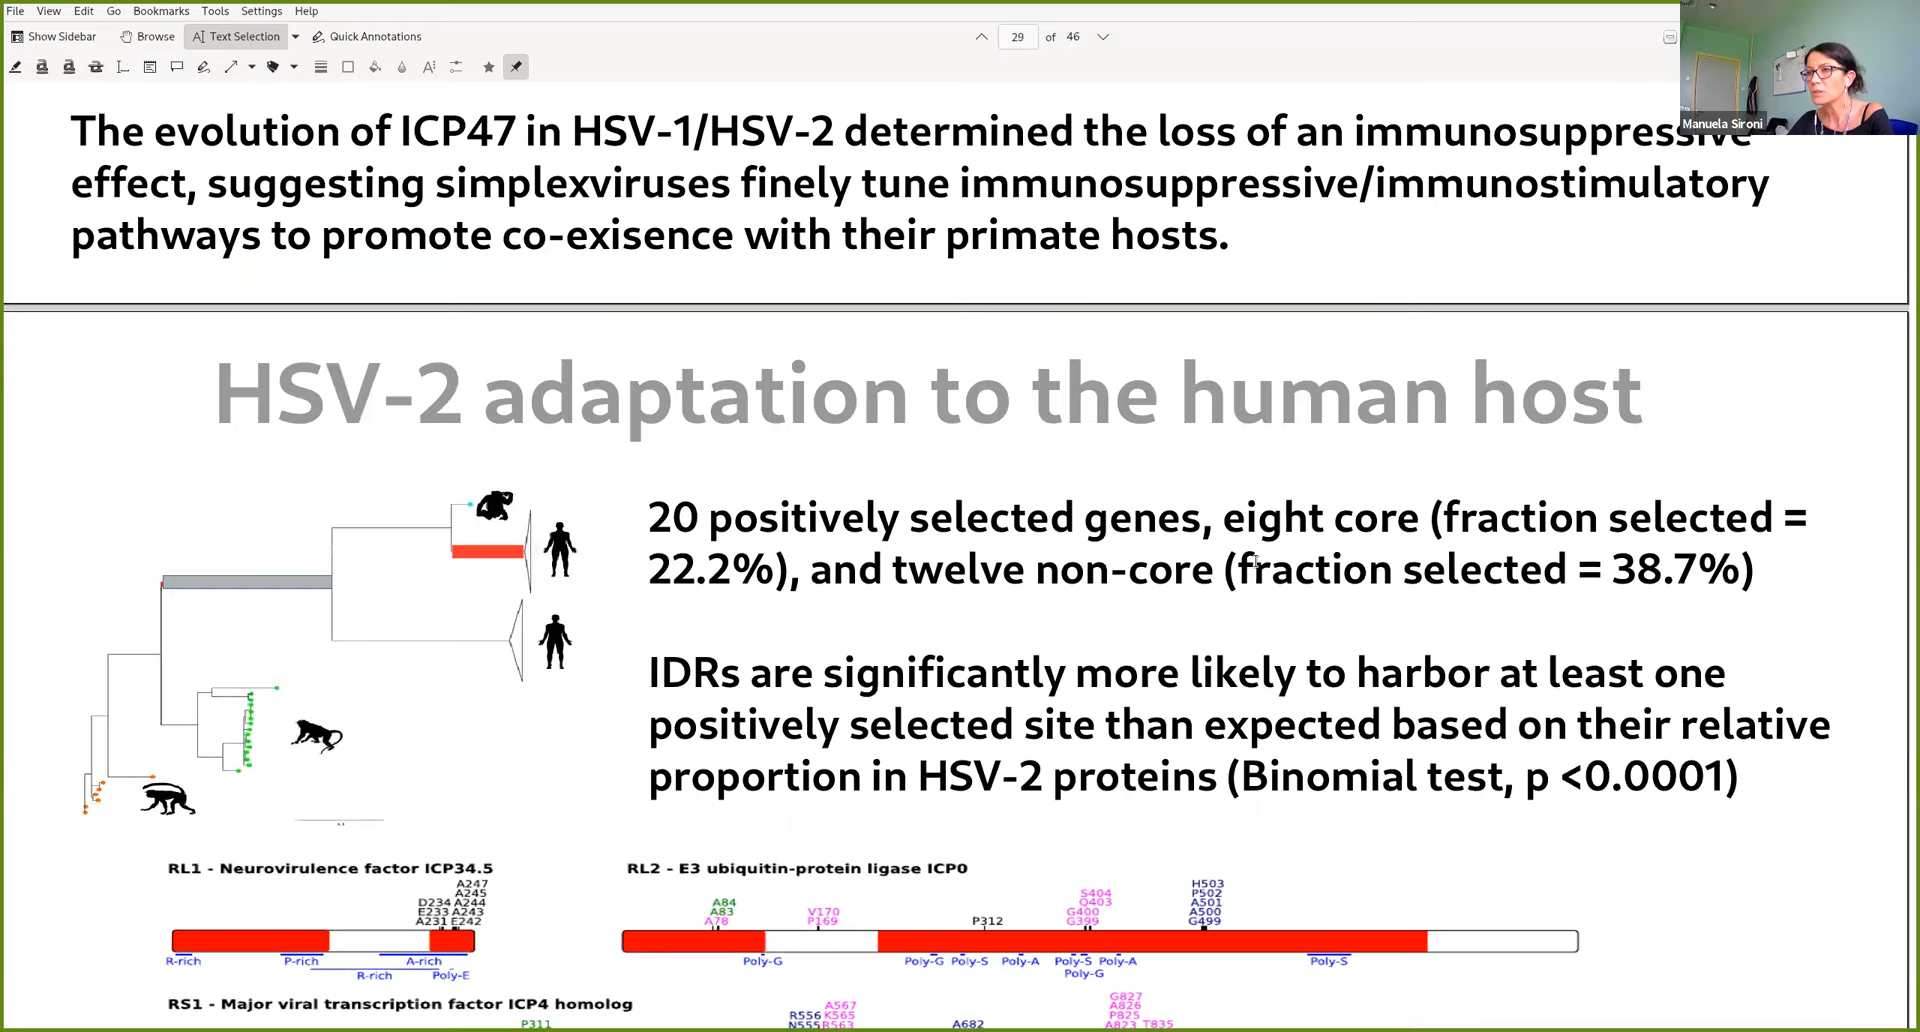 File View Edit Go Bookmarks Tools Settings Help
Show Sidebar Browse Text Selection Quick Annotations 29 of 46
Manuela Sironi
The evolution of ICP47 in HSV-1/HSV-2 determined the loss of an immunosuppressive
effect, suggesting simplexviruses finely tune immunosuppressive/immunostimulatory
pathways to promote co-exisence with their primate hosts.
HSV-2 adaptation to the human host
20 positively selected genes, eight core (fraction selected =
22.2%), and twelve non-core (fraction selected = 38.7%)
IDRs are significantly more likely to harbor at least one
positively selected site than expected based on their relative
proportion in HSV-2 proteins (Binomial test, p <0.0001)
RL1 - Neurovirulence factor ICP34.5
A247
A245
D234 A244
E233 A243
A231 E242
R-rich P-rich A-rich
R-rich Poly-E
RL2 - E3 ubiquitin-protein ligase ICP0
H503
A84 S404 P502
A83 V170 Q403 A501
G400 A500
A78 P169 P312 G399 G499
Poly-G Poly-G Poly-S Poly-A Poly-S Poly-A Poly-S
Poly-G
RS1 - Major viral transcription factor ICP4 homolog
G827
A567 A826
R556 K565 P825
P311 N555 R563 A682 A823 T835